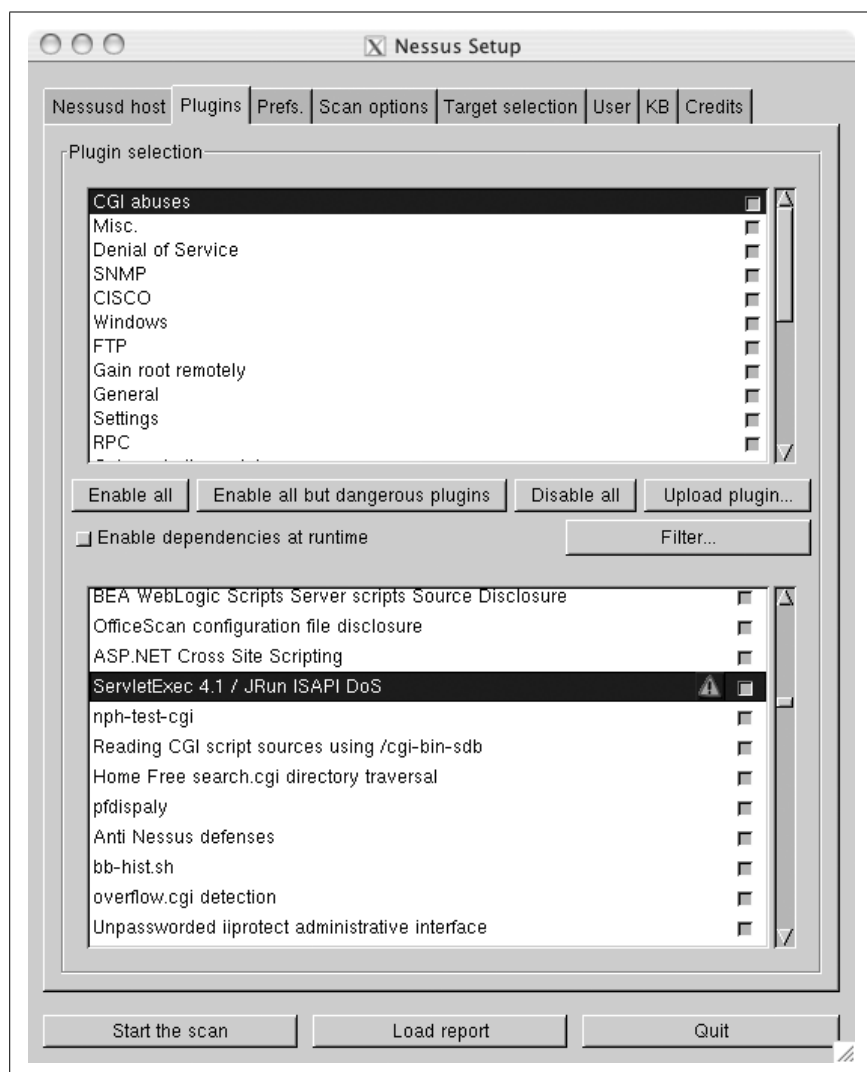 Nessus Setup
Nessusd host Plugins Prefs. Scan options Target selection User KB Credits
Plugin selection
CGI abuses
Misc.
Denial of Service
SNMP
CISCO
Windows
FTP
Gain root remotely
General
Settings
RPC
Enable all Enable all but dangerous plugins Disable all Upload plugin...
Enable dependencies at runtime Filter...
BEA WebLogic Scripts Server scripts Source Disclosure
OfficeScan configuration file disclosure
ASP.NET Cross Site Scripting
ServletExec 4.1 / JRun ISAPI DoS
nph-test-cgi
Reading CGI script sources using /cgi-bin-sdb
Home Free search.cgi directory traversal
pfdispaly
Anti Nessus defenses
bb-hist.sh
overflow.cgi detection
Unpassworded iiprotect administrative interface
Start the scan Load report Quit